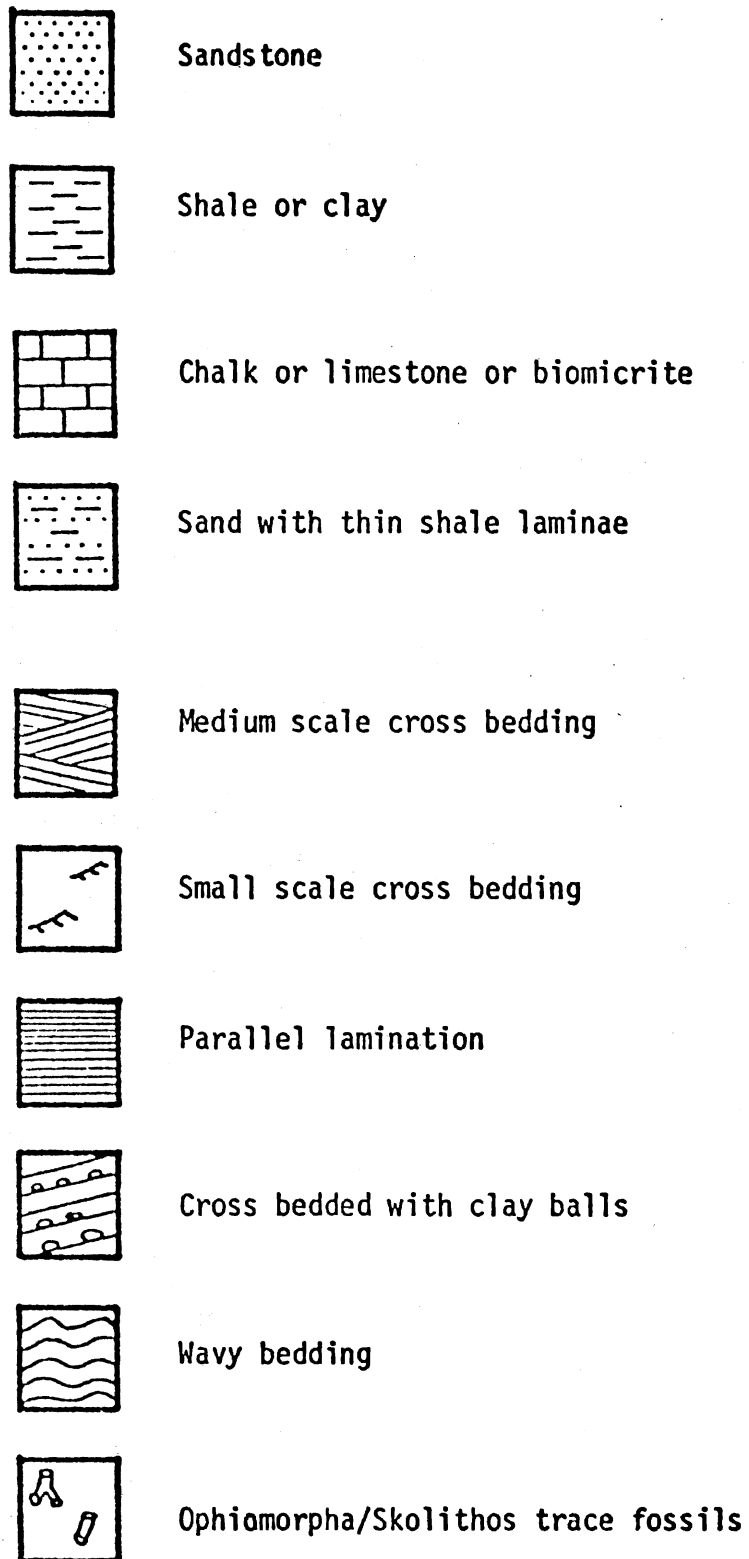 Sandstone
Shale or clay
Chalk or limestone or biomicrite
Sand with thin shale laminae
Medium scale cross bedding
Small scale cross bedding
Parallel lamination
Cross bedded with clay balls
Wavy bedding
Ophiomorpha/Skolithos trace fossils